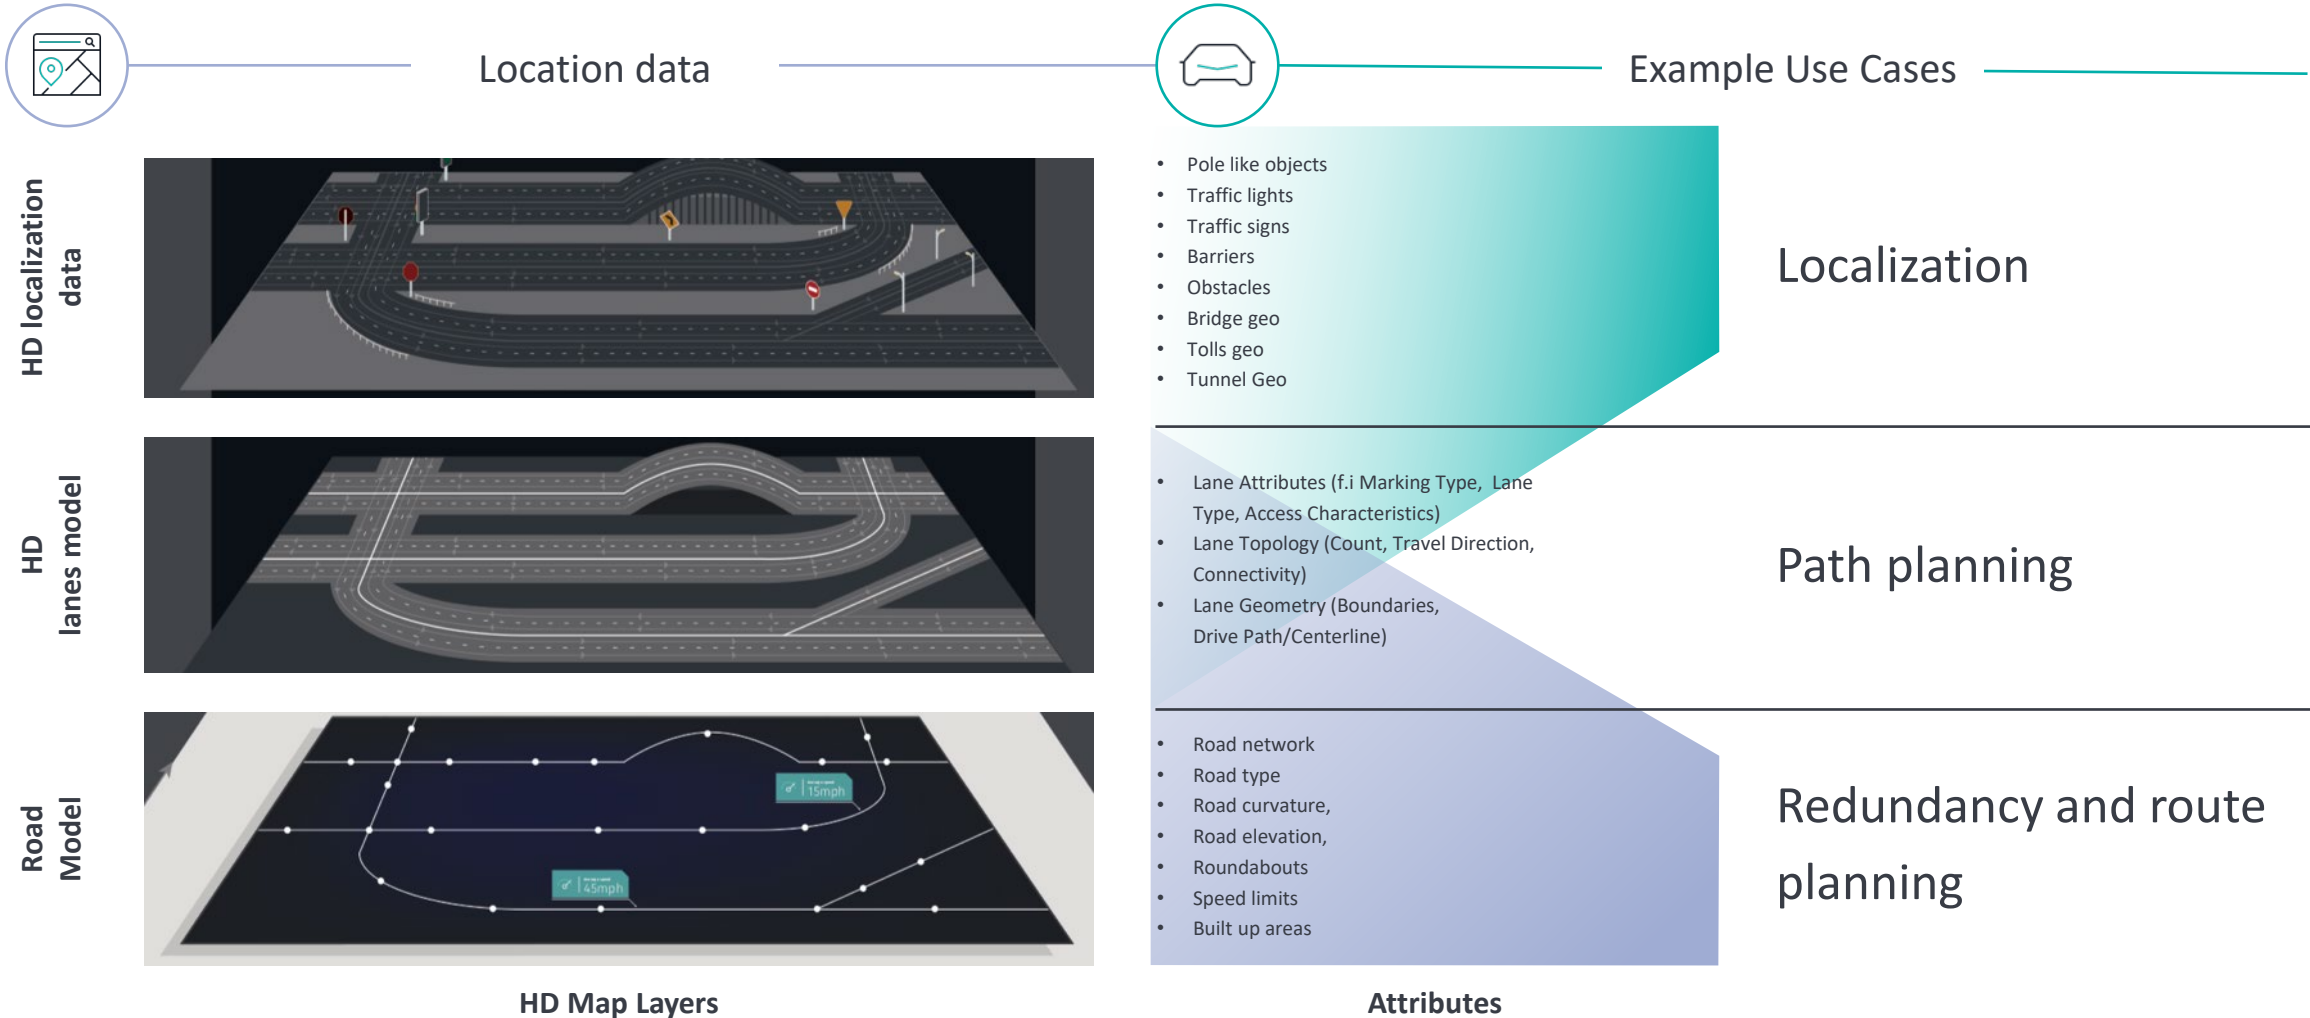 Location data
Example Use Cases
HD localization
data
• Pole like objects
• Traffic lights
• Traffic signs
• Barriers
• Obstacles
• Bridge geo
• Tolls geo
• Tunnel Geo
Localization
HD
lanes model
• Lane Attributes (f.i Marking Type, Lane
Type, Access Characteristics)
• Lane Topology (Count, Travel Direction,
Connectivity)
• Lane Geometry (Boundaries,
Drive Path/Centerline)
Path planning
Road
Model
15mph
45mph
• Road network
• Road type
• Road curvature,
• Road elevation,
• Roundabouts
• Speed limits
• Built up areas
Redundancy and route
planning
HD Map Layers
Attributes